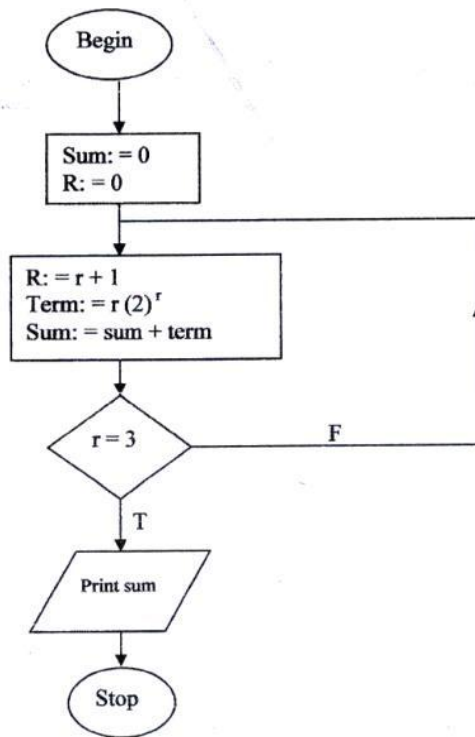 Begin
Sum: = 0
R: = 0
R: = r + 1
Term: = r (2) ʳ
Sum: = sum + term
r = 3
F
T
Print sum
Stop